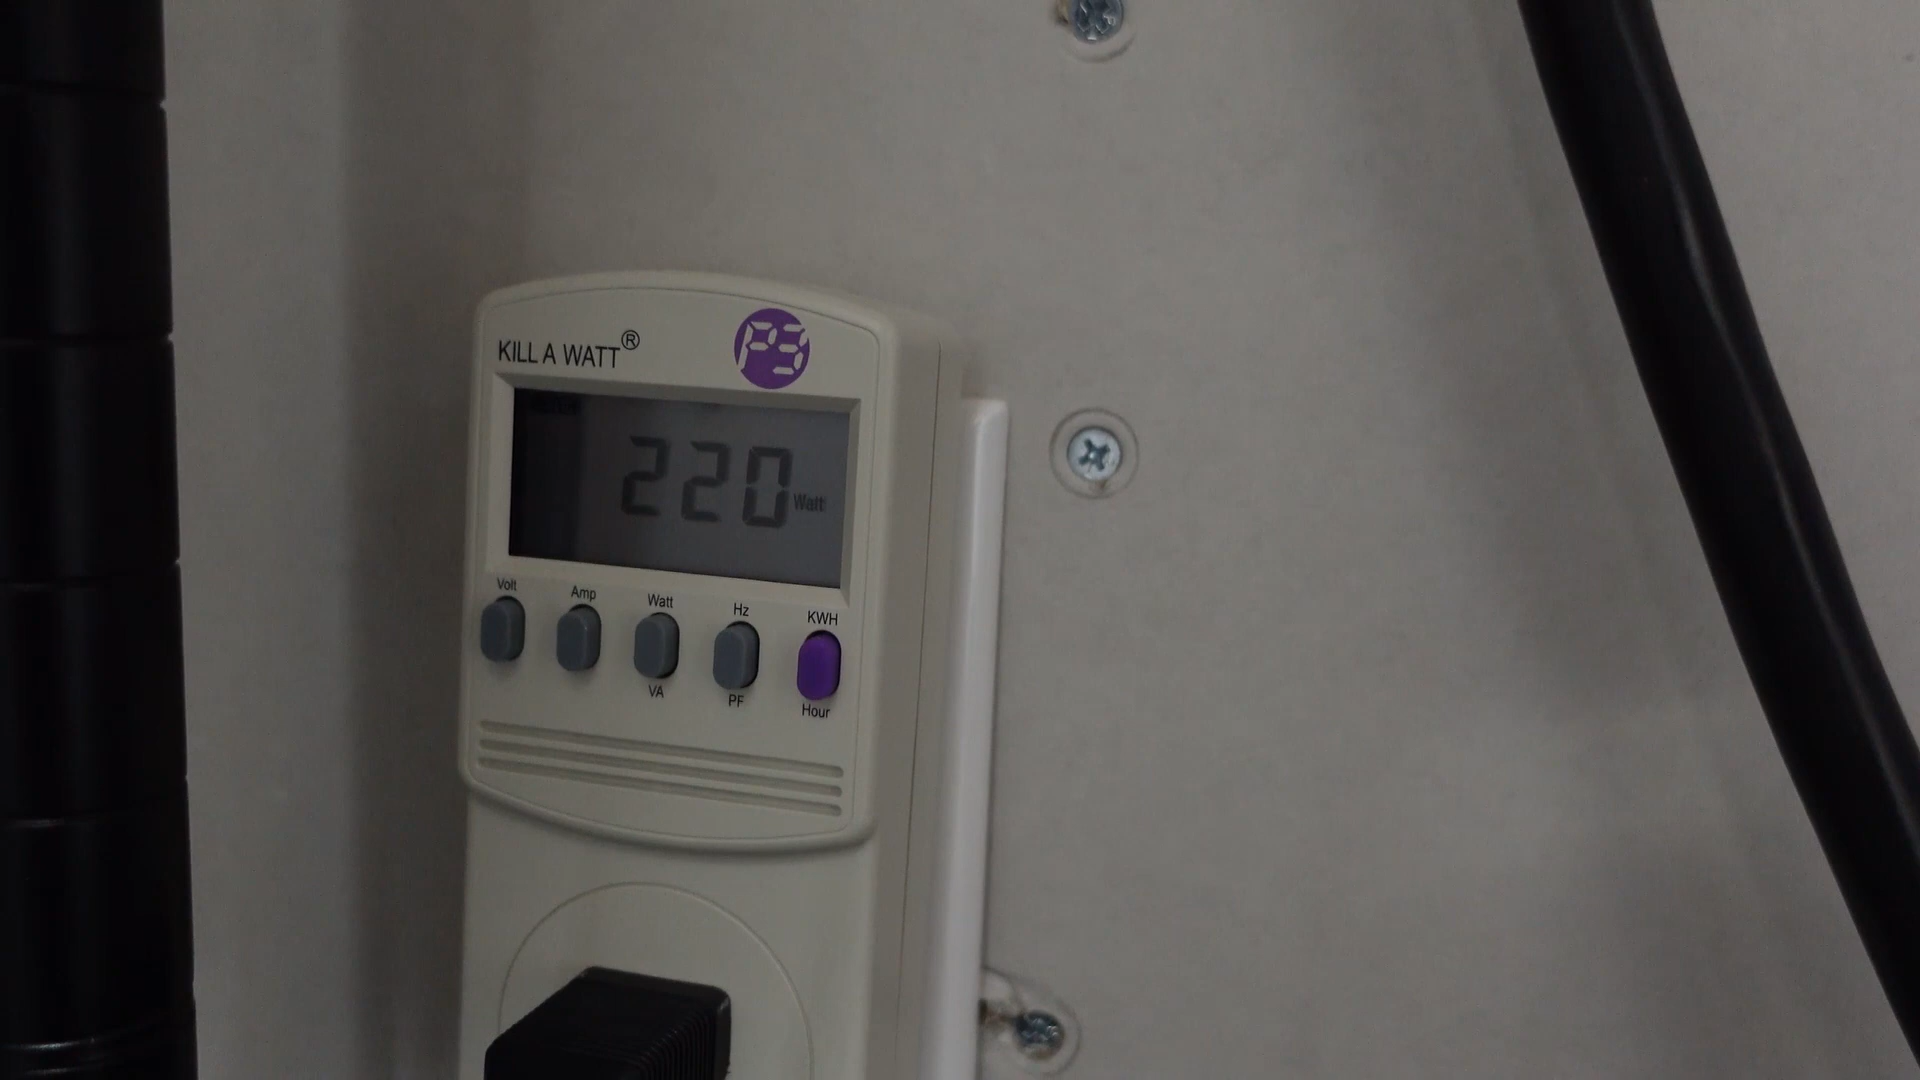 KILL A WATT®
P3
220 Watt
Volt Amp Watt Hz KWH
VA PF Hour